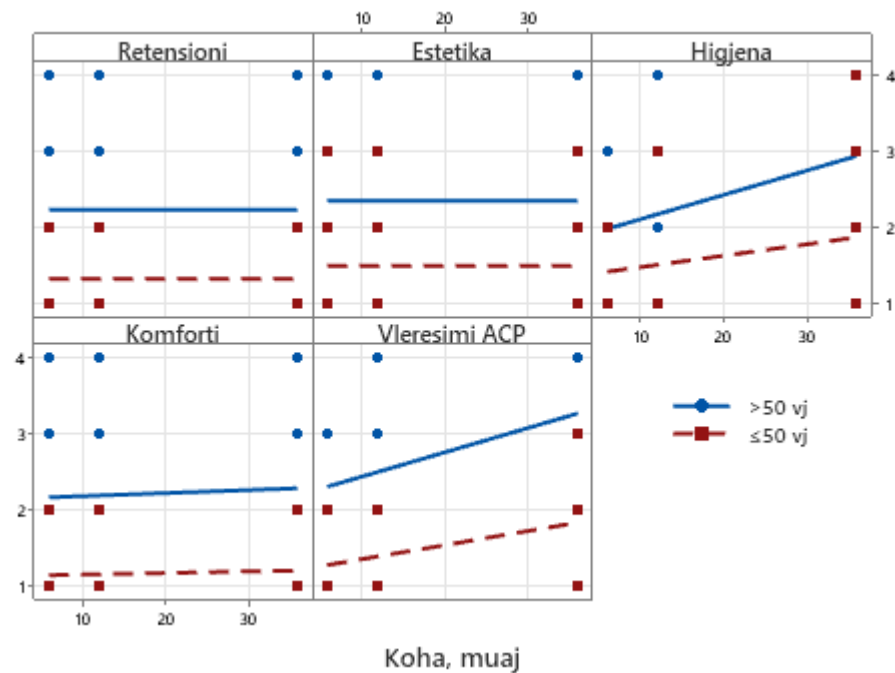 10 20 30
Retensioni Estetika Higjena
4
3
2
1
10 20 30
Komforti Vleresimi ACP
4
3
2
1
>50 vj
≤50 vj
10 20 30
Koha, muaj